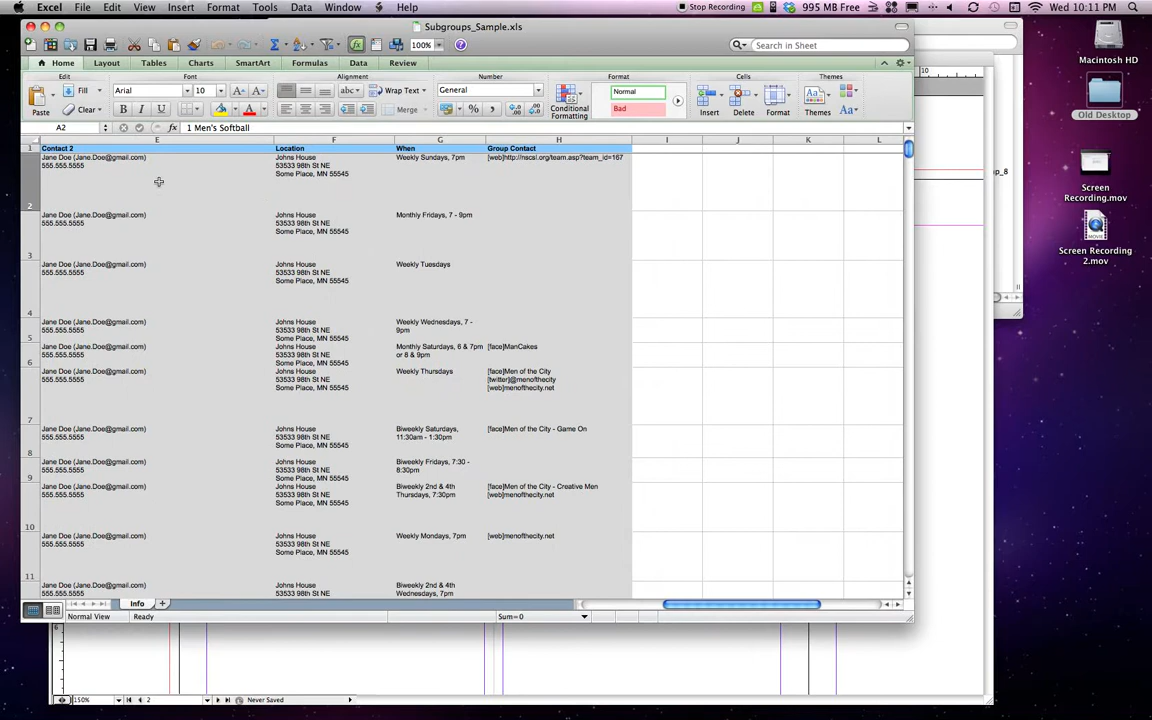 Excel File Edit View Insert Format Tools Data Window Help Stop Recording 995 MB Free Wed 10:11 PM
Subgroups_Sample.xls
100% Search in Sheet
Home Layout Tables Charts SmartArt Formulas Data Review
Edit Font Alignment Number Format Cells Themes
Paste Fill Clear Arial 10 A A B I U A abc Wrap Text Merge General % Conditional Formatting Normal Bad Insert Delete Format Themes Aa
A2 fx 1 Men's Softball
E F G H I J K L
1 Contact 2 Location When Group Contact
Jane Doe (Jane.Doe@gmail.com) Johns House Weekly Sundays, 7pm [web]http://nscsi.org/team.asp?team_id=167
555.555.5555 53533 98th St NE
Some Place, MN 55545
2
Jane Doe (Jane.Doe@gmail.com) Johns House Monthly Fridays, 7 - 9pm
555.555.5555 53533 98th St NE
Some Place, MN 55545
3
Jane Doe (Jane.Doe@gmail.com) Johns House Weekly Tuesdays
555.555.5555 53533 98th St NE
Some Place, MN 55545
4
Jane Doe (Jane.Doe@gmail.com) Johns House Weekly Wednesdays, 7 -
555.555.5555 53533 98th St NE 9pm
5 Some Place, MN 55545
Jane Doe (Jane.Doe@gmail.com) Johns House Monthly Saturdays, 6 & 7pm [face]ManCakes
555.555.5555 53533 98th St NE or 8 & 9pm
6 Some Place, MN 55545
Jane Doe (Jane.Doe@gmail.com) Johns House Weekly Thursdays [face]Men of the City
555.555.5555 53533 98th St NE [twitter]@menofthecity
Some Place, MN 55545 [web]menofthecity.net
7
Jane Doe (Jane.Doe@gmail.com) Johns House Biweekly Saturdays, [face]Men of the City - Game On
555.555.5555 53533 98th St NE 11:30am - 1:30pm
Some Place, MN 55545
8
Jane Doe (Jane.Doe@gmail.com) Johns House Biweekly Fridays, 7:30 -
555.555.5555 53533 98th St NE 8:30pm
9 Some Place, MN 55545
Jane Doe (Jane.Doe@gmail.com) Johns House Biweekly 2nd & 4th [face]Men of the City - Creative Men
555.555.5555 53533 98th St NE Thursdays, 7:30pm [web]menofthecity.net
Some Place, MN 55545
10
Jane Doe (Jane.Doe@gmail.com) Johns House Weekly Mondays, 7pm [web]menofthecity.net
555.555.5555 53533 98th St NE
Some Place, MN 55545
11
Jane Doe (Jane.Doe@gmail.com) Johns House Biweekly 2nd & 4th
555.555.5555 53533 98th St NE Wednesdays, 7pm
Info
Normal View Ready Sum=0
150% 2 Never Saved
10
Macintosh HD
Old Desktop
Screen Recording.mov
Screen Recording 2.mov